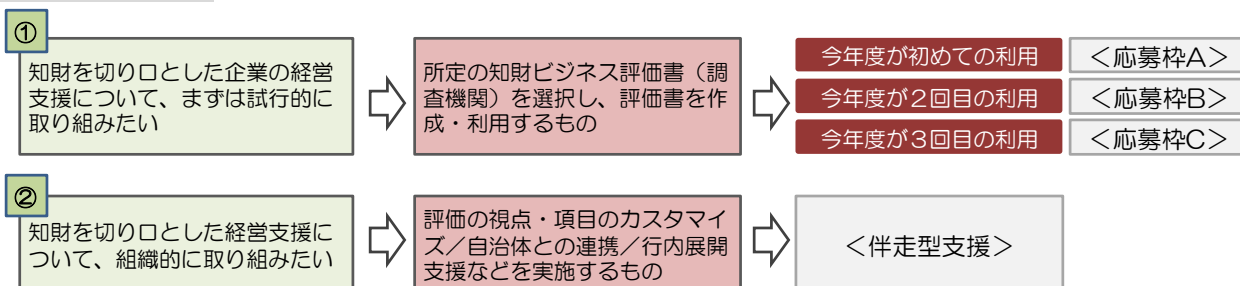 ①
知財を切り口とした企業の経営
支援について、まずは試行的に
取り組みたい
所定の知財ビジネス評価書（調
査機関）を選択し、評価書を作
成・利用するもの
今年度が初めての利用
＜応募枠A＞
今年度が２回目の利用
＜応募枠B＞
今年度が３回目の利用
＜応募枠C＞
②
知財を切り口とした経営支援に
ついて、組織的に取り組みたい
評価の視点・項目のカスタマイ
ズ／自治体との連携／行内展開
支援などを実施するもの
＜伴走型支援＞